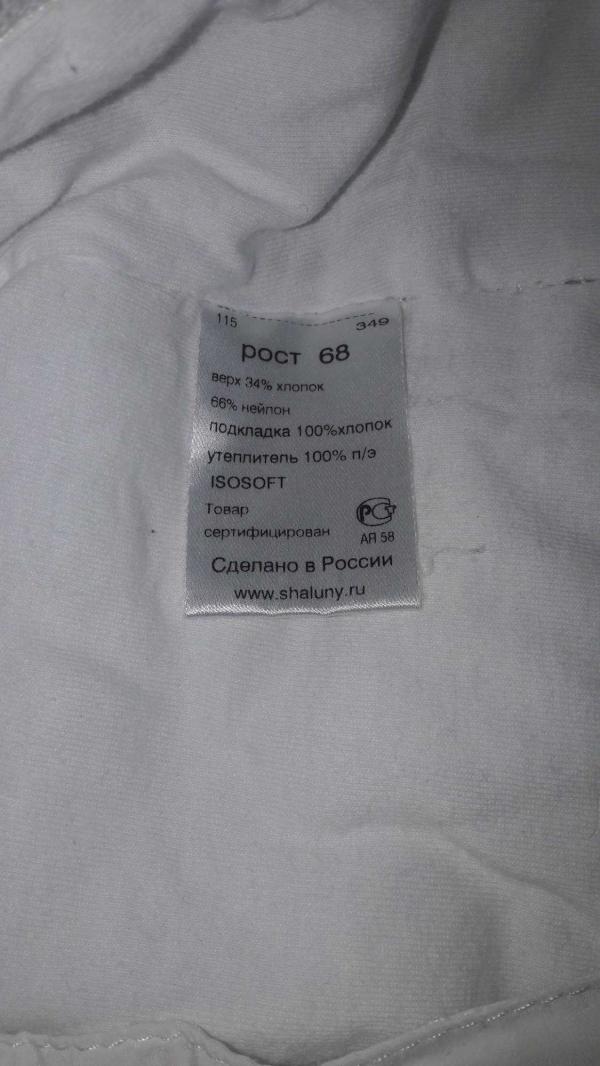 115 349
рост 68
верх 34% хлопок
66% нейлон
подкладка 100%хлопок
утеплитель 100% п/э
ISOSOFT
Товар
сертифицирован
РСТ
АЯ 58
Сделано в России
www.shaluny.ru